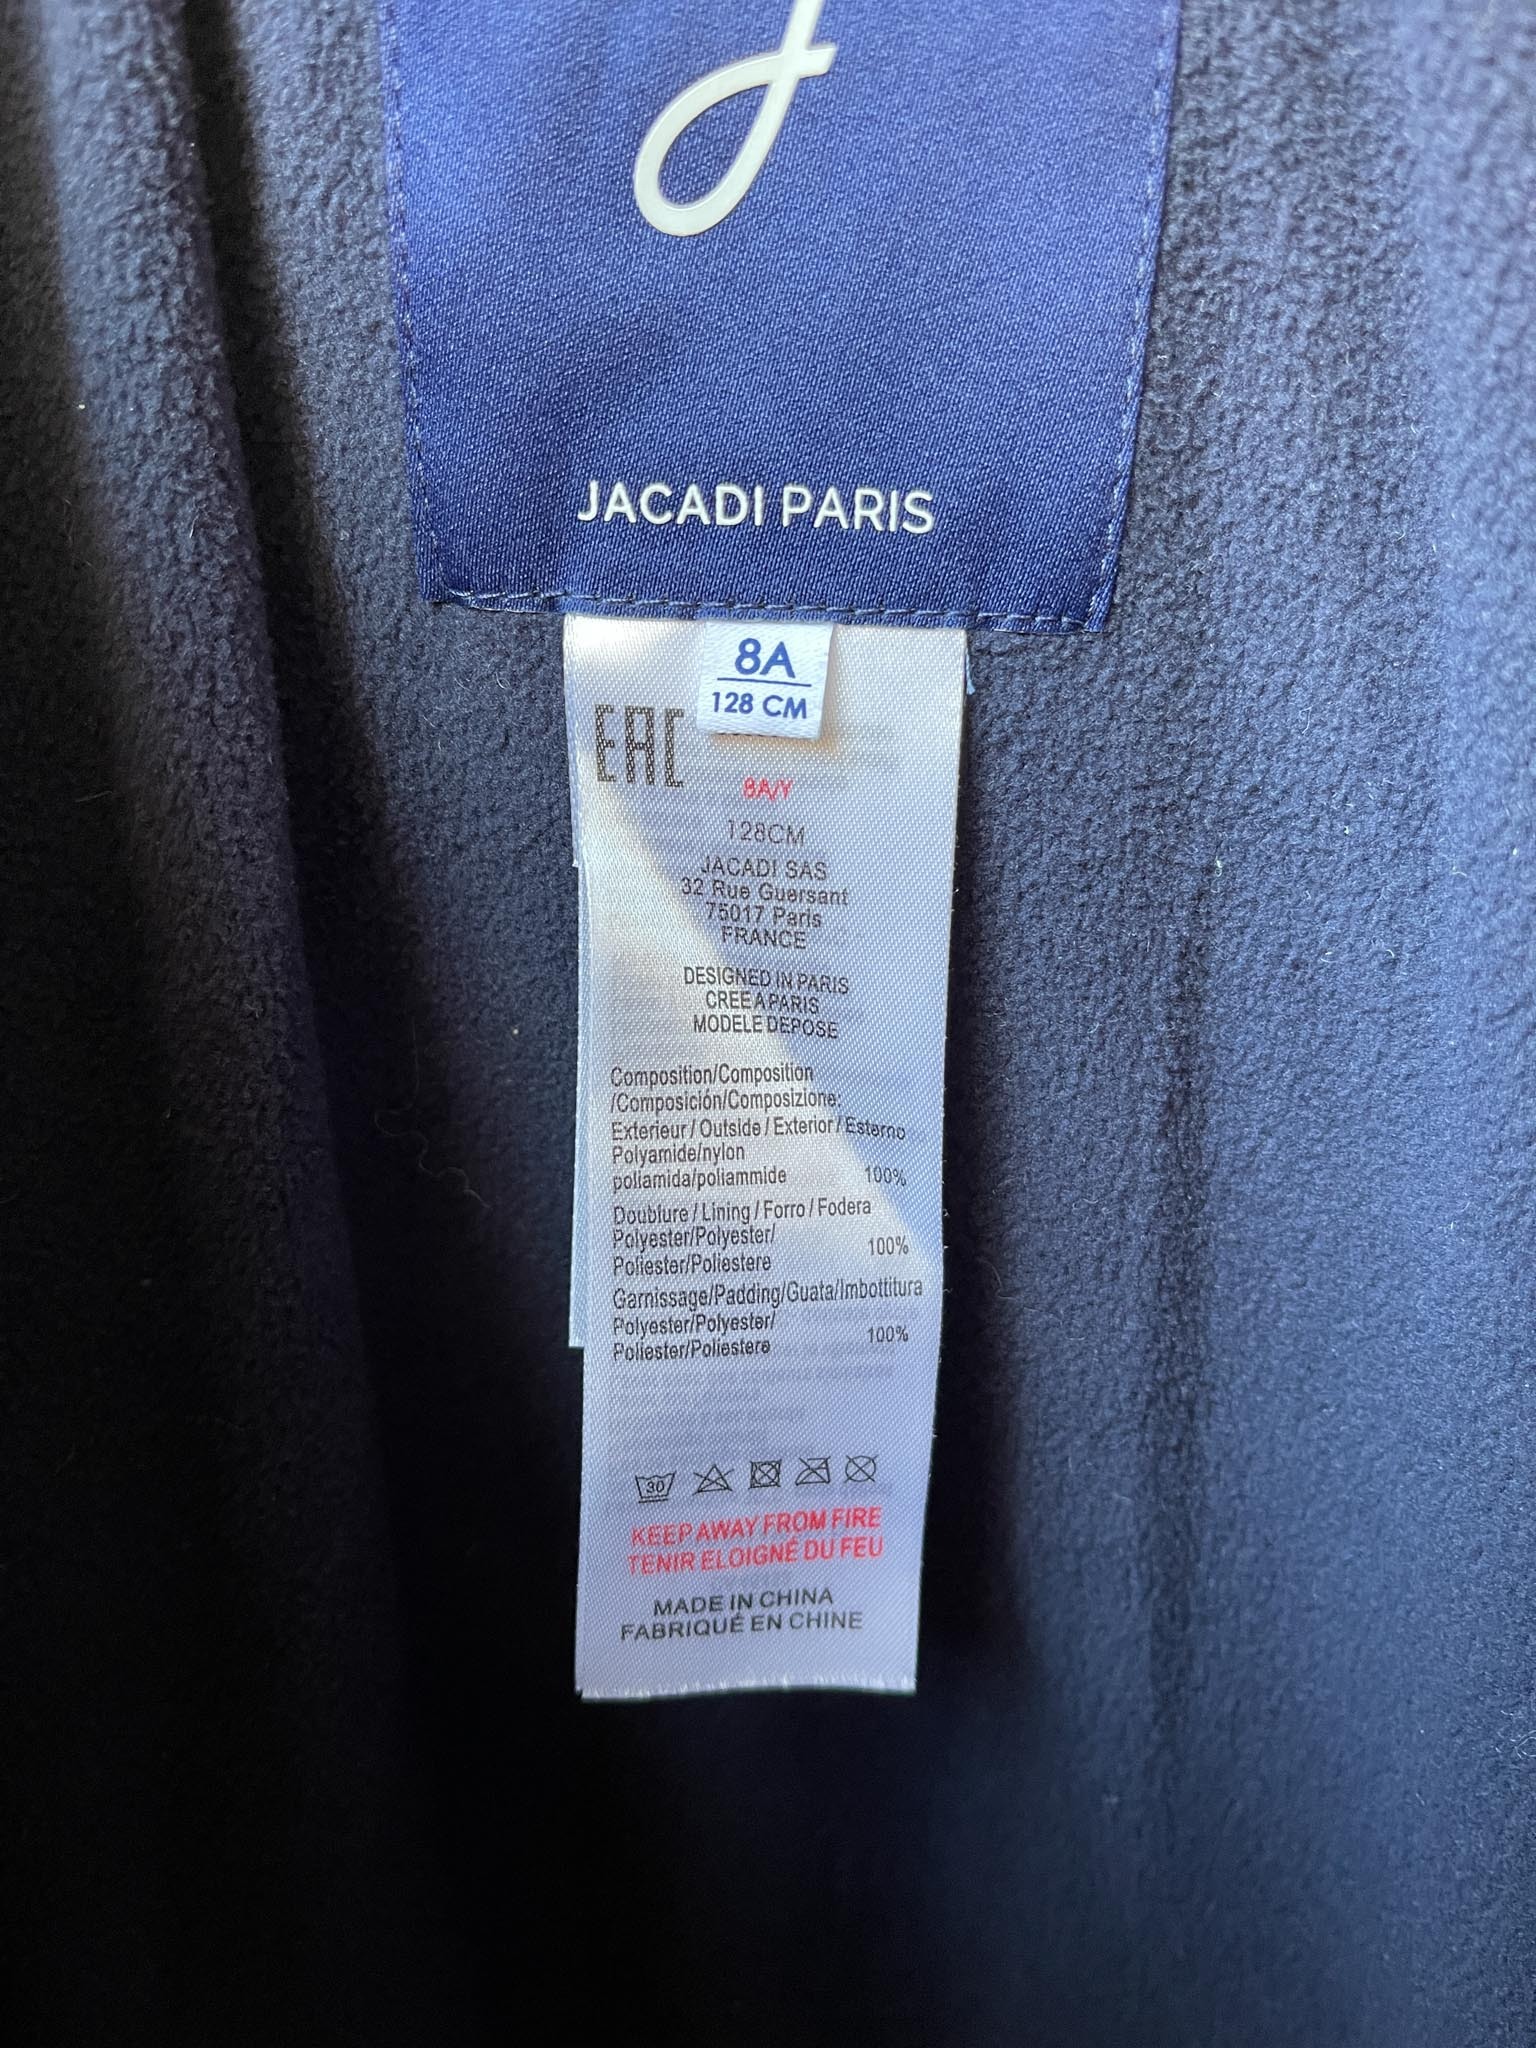 JACADI PARIS
8A
128 CM
EAC
8A/Y
128CM
JACADI SAS
32 Rue Guersant
75017 Paris
FRANCE
DESIGNED IN PARIS
CREE A PARIS
MODELE DEPOSE
Composition/Composition
/Composición/Composizione:
Exterieur / Outside / Exterior / Esterno
Polyamide/nylon
poliamida/poliammide 100%
Doublure / Lining / Forro / Fodera
Polyester/Polyester/
Poliester/Poliestere 100%
Garnissage/Padding/Guata/Imbottitura
Polyester/Polyester/
Poliester/Poliestere 100%
30
KEEP AWAY FROM FIRE
TENIR ELOIGNÉ DU FEU
MADE IN CHINA
FABRIQUÉ EN CHINE